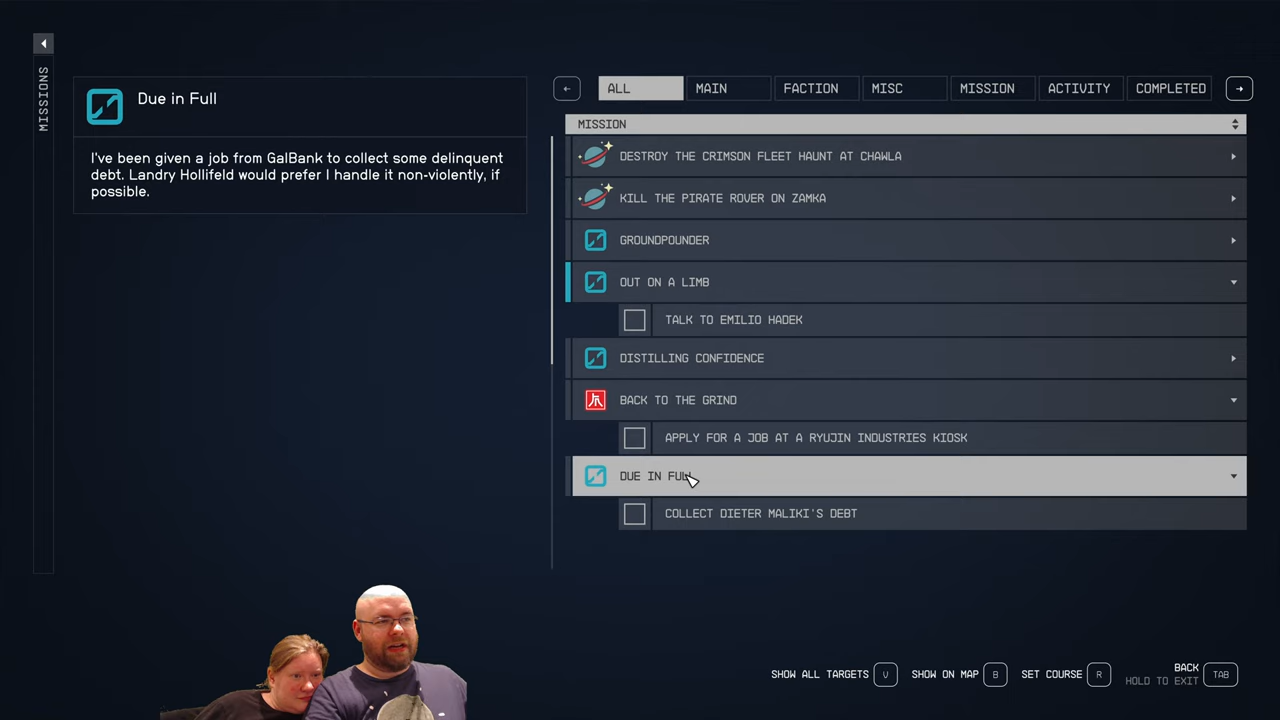 MISSIONS
Due in Full
I've been given a job from GalBank to collect some delinquent
debt. Landry Hollifeld would prefer I handle it non-violently, if
possible.
ALL
MAIN
FACTION
MISC
MISSION
ACTIVITY
COMPLETED
MISSION
DESTROY THE CRIMSON FLEET HAUNT AT CHAWLA
KILL THE PIRATE ROVER ON ZAMKA
GROUNDPOUNDER
OUT ON A LIMB
TALK TO EMILIO HADEK
DISTILLING CONFIDENCE
BACK TO THE GRIND
APPLY FOR A JOB AT A RYUJIN INDUSTRIES KIOSK
DUE IN FULL
COLLECT DIETER MALIKI'S DEBT
SHOW ALL TARGETS V
SHOW ON MAP B
SET COURSE R
BACK
HOLD TO EXIT TAB